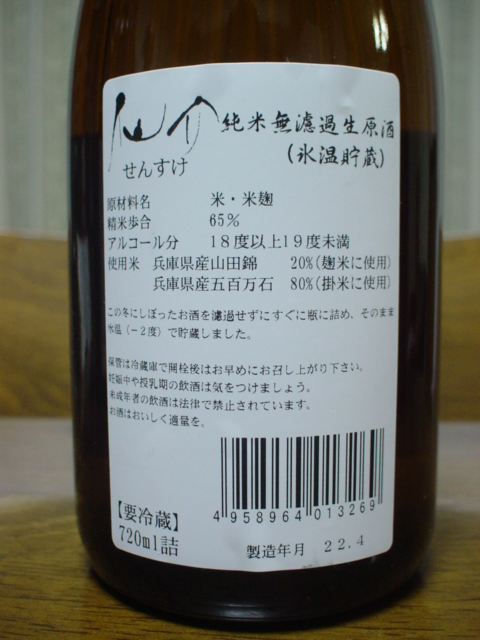 仙介 純米無濾過生原酒
せんすけ (氷温貯蔵)
原材料名 米・米麹
精米歩合 65%
アルコール分 18度以上19度未満
使用米 兵庫県産山田錦 20%(麹米に使用)
兵庫県産五百万石 80%(掛米に使用)
この冬にしぼったお酒を濾過せずにすぐに瓶に詰め、そのまま
氷温(-2度)で貯蔵しました。
保管は冷蔵庫で開栓後はお早めにお召し上がり下さい。
妊娠中や授乳期の飲酒は気をつけましょう。
未成年者の飲酒は法律で禁止されています。
お酒はおいしく適量を。
4 958964 013269
【要冷蔵】
720ml詰
製造年月 22.4